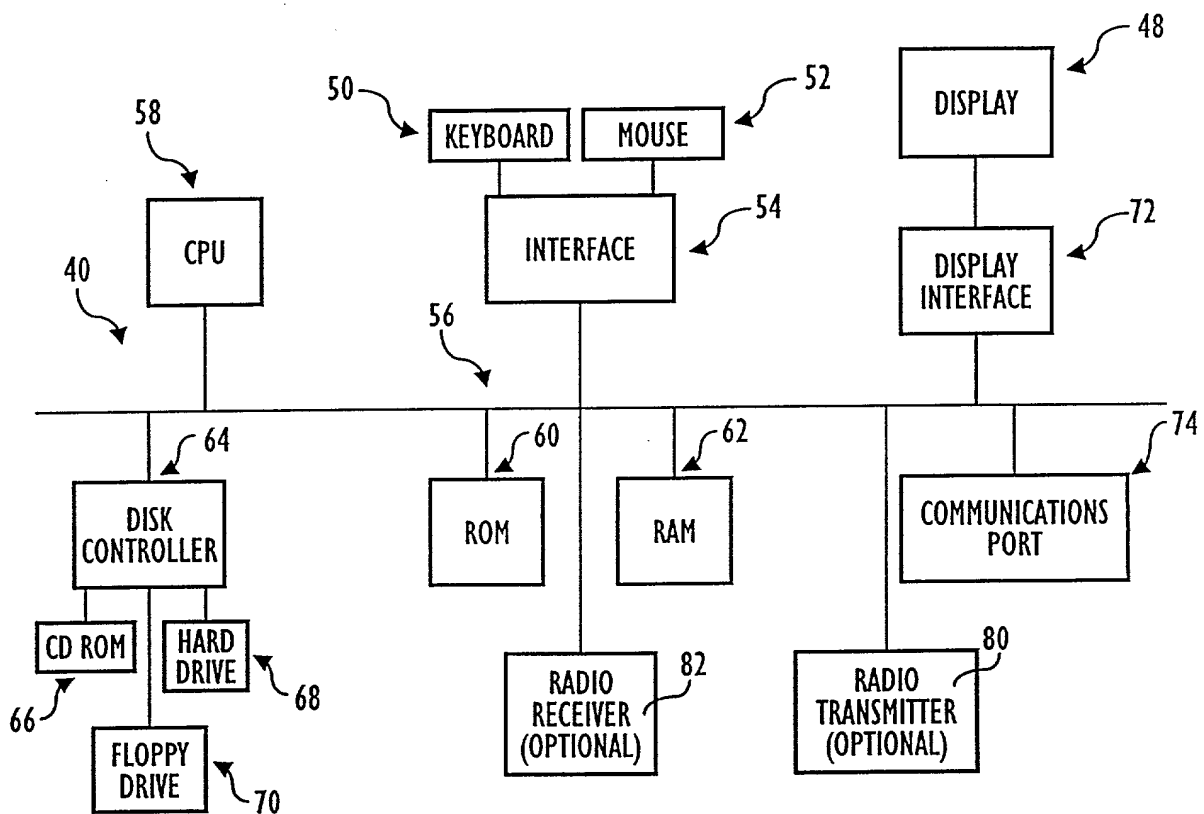 48
DISPLAY
50
KEYBOARD
52
MOUSE
58
CPU
54
INTERFACE
72
DISPLAY
INTERFACE
40
56
64
DISK
CONTROLLER
60
ROM
62
RAM
74
COMMUNICATIONS
PORT
CD ROM
66
HARD
DRIVE
68
FLOPPY
DRIVE
70
RADIO
RECEIVER
(OPTIONAL)
82
RADIO
TRANSMITTER
(OPTIONAL)
80